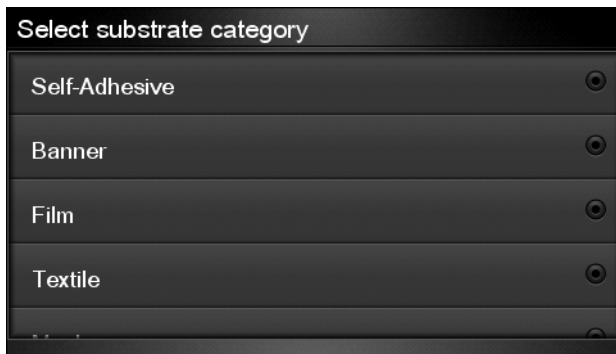 Select substrate category
Self-Adhesive
Banner
Film
Textile